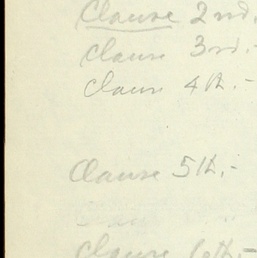 Clause 2nd.
Clause 3rd.-
Clause 4th.-
Clause 5th.-
Clause 6th.-